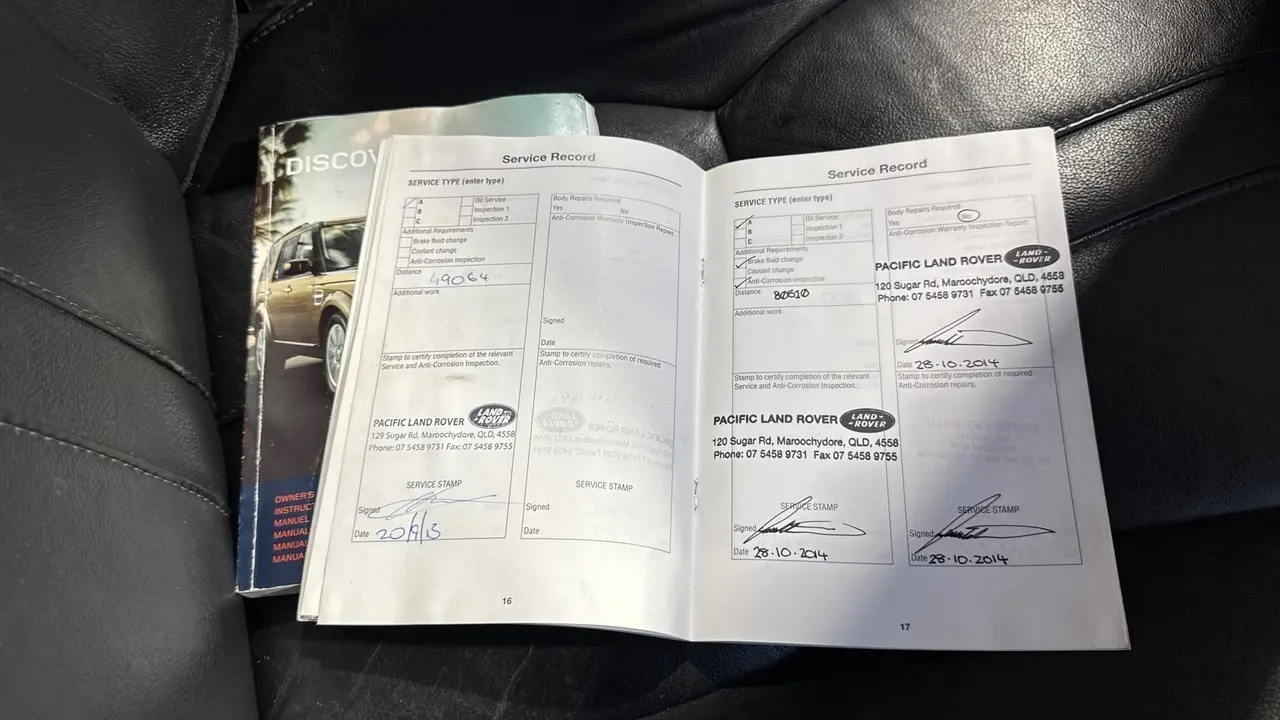 DISCOV
OWNER'S
INSTRUCT
MANUEL
MANUAL
MANUAL
MANUA
Service Record
SERVICE TYPE (enter type)
A Oil Service
B Inspection 1
C Inspection 2
Additional Requirements
Brake fluid change
Coolant change
Anti-Corrosion inspection
Distance 49064
Additional work
Stamp to certify completion of the relevant
Service and Anti-Corrosion Inspection.
PACIFIC LAND ROVER LAND-ROVER
129 Sugar Rd, Maroochydore, QLD, 4558
Phone: 07 5458 9731 Fax: 07 5458 9755
SERVICE STAMP
Signed
Date 20/9/13
Body Repairs Required
Yes No
Anti-Corrosion Warranty Inspection Report:
Signed
Date
Stamp to certify completion of required
Anti-Corrosion repairs.
SERVICE STAMP
Signed
Date
16
Service Record
SERVICE TYPE (enter type)
A Oil Service
B Inspection 1
C Inspection 2
Additional Requirements
Brake fluid change
Coolant change
Anti-Corrosion inspection
Distance 80510
Additional work
Stamp to certify completion of the relevant
Service and Anti-Corrosion Inspection.
PACIFIC LAND ROVER LAND-ROVER
120 Sugar Rd, Maroochydore, QLD, 4558
Phone: 07 5458 9731 Fax 07 5458 9755
SERVICE STAMP
Signed
Date 28·10·2014
Body Repairs Required
Yes No
Anti-Corrosion Warranty Inspection Report:
PACIFIC LAND ROVER LAND-ROVER
120 Sugar Rd, Maroochydore, QLD, 4558
Phone: 07 5458 9731 Fax 07 5458 9755
Signed
Date 28·10·2014
Stamp to certify completion of required
Anti-Corrosion repairs.
SERVICE STAMP
Signed
Date 28·10·2014
17